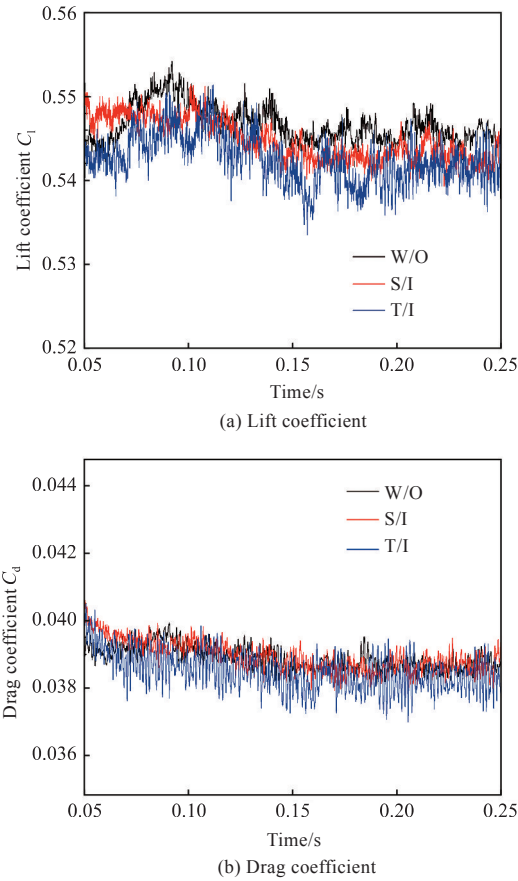 0.56
0.55
0.54
0.53
0.52
Lift coefficient C_l
W/O
S/I
T/I
0.05 0.10 0.15 0.20 0.25
Time/s
(a) Lift coefficient
0.044
0.042
0.040
0.038
0.036
Drag coefficient C_d
W/O
S/I
T/I
0.05 0.10 0.15 0.20 0.25
Time/s
(b) Drag coefficient